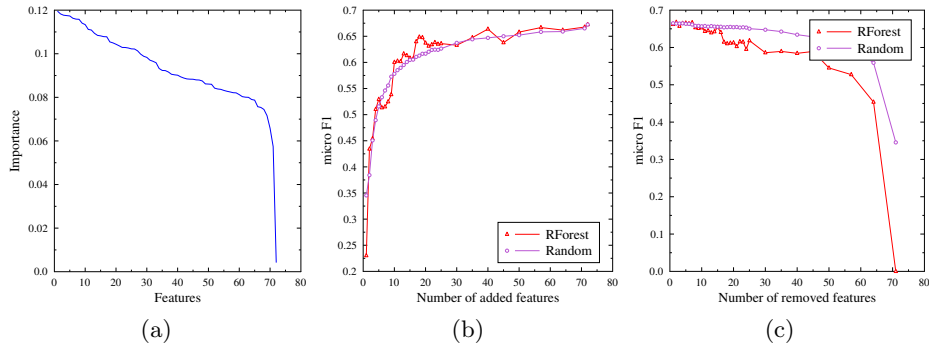 0.12
0.10
0.08
0.06
0.04
0.02
0.0
Importance
0 10 20 30 40 50 60 70 80
Features
(a)
0.7
0.65
0.6
0.55
0.5
0.45
0.4
0.35
0.3
0.25
0.2
micro F1
RForest
Random
0 10 20 30 40 50 60 70 80
Number of added features
(b)
0.7
0.6
0.5
0.4
0.3
0.2
0.1
0.0
micro F1
RForest
Random
0 10 20 30 40 50 60 70 80
Number of removed features
(c)